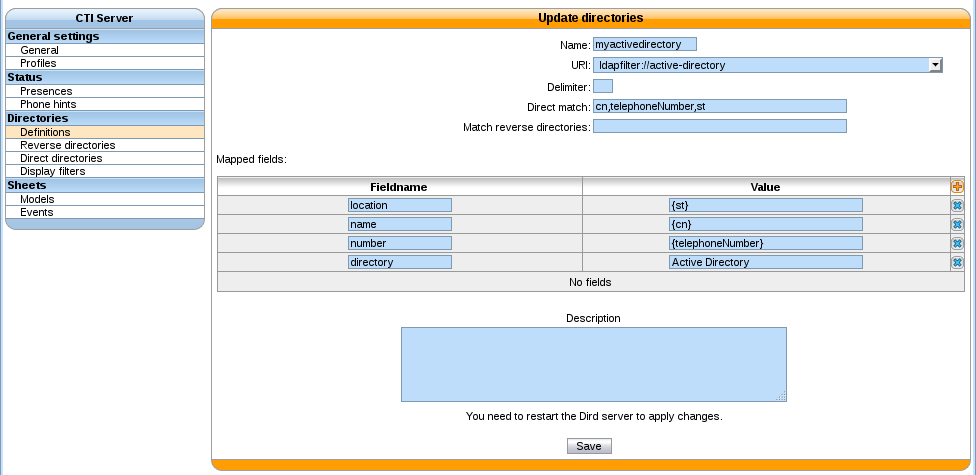 CTI Server
General settings
General
Profiles
Status
Presences
Phone hints
Directories
Definitions
Reverse directories
Direct directories
Display filters
Sheets
Models
Events
Update directories
Name: myactivedirectory
URI: ldapfilter://active-directory
Delimiter:
Direct match: cn,telephoneNumber,st
Match reverse directories:
Mapped fields:
Fieldname Value
location {st}
name {cn}
number {telephoneNumber}
directory Active Directory
No fields
Description
You need to restart the Dird server to apply changes.
Save